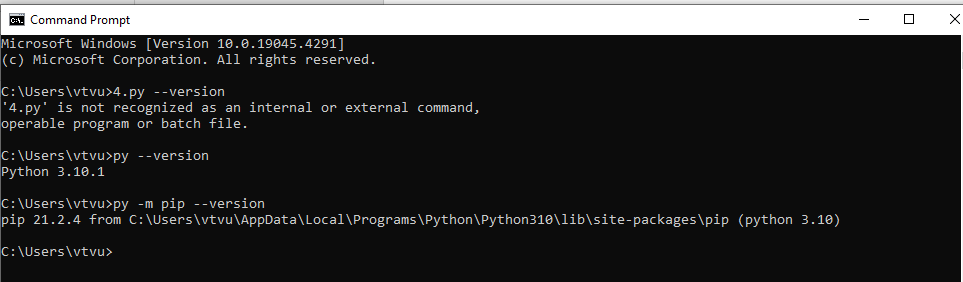 Command Prompt
Microsoft Windows [Version 10.0.19045.4291]
(c) Microsoft Corporation. All rights reserved.
C:\Users\vtvu>4.py --version
'4.py' is not recognized as an internal or external command,
operable program or batch file.
C:\Users\vtvu>py --version
Python 3.10.1
C:\Users\vtvu>py -m pip --version
pip 21.2.4 from C:\Users\vtvu\AppData\Local\Programs\Python\Python310\lib\site-packages\pip (python 3.10)
C:\Users\vtvu>